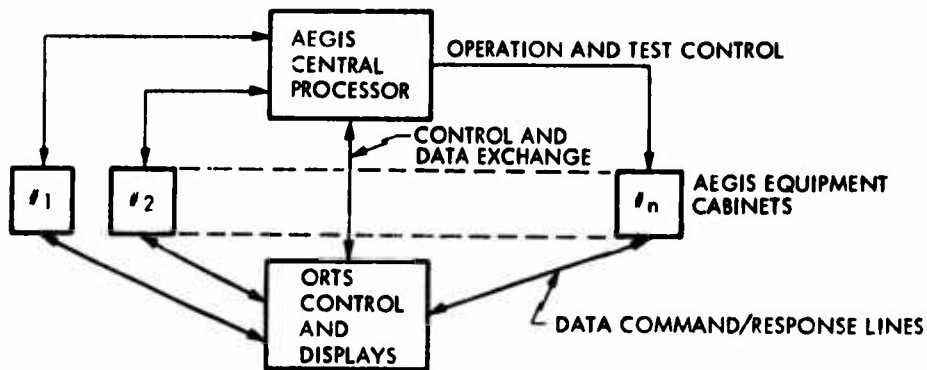 AEGIS
CENTRAL
PROCESSOR
OPERATION AND TEST CONTROL
CONTROL AND
DATA EXCHANGE
#1
#2
#n
AEGIS EQUIPMENT
CABINETS
ORTS
CONTROL
AND
DISPLAYS
DATA COMMAND/RESPONSE LINES